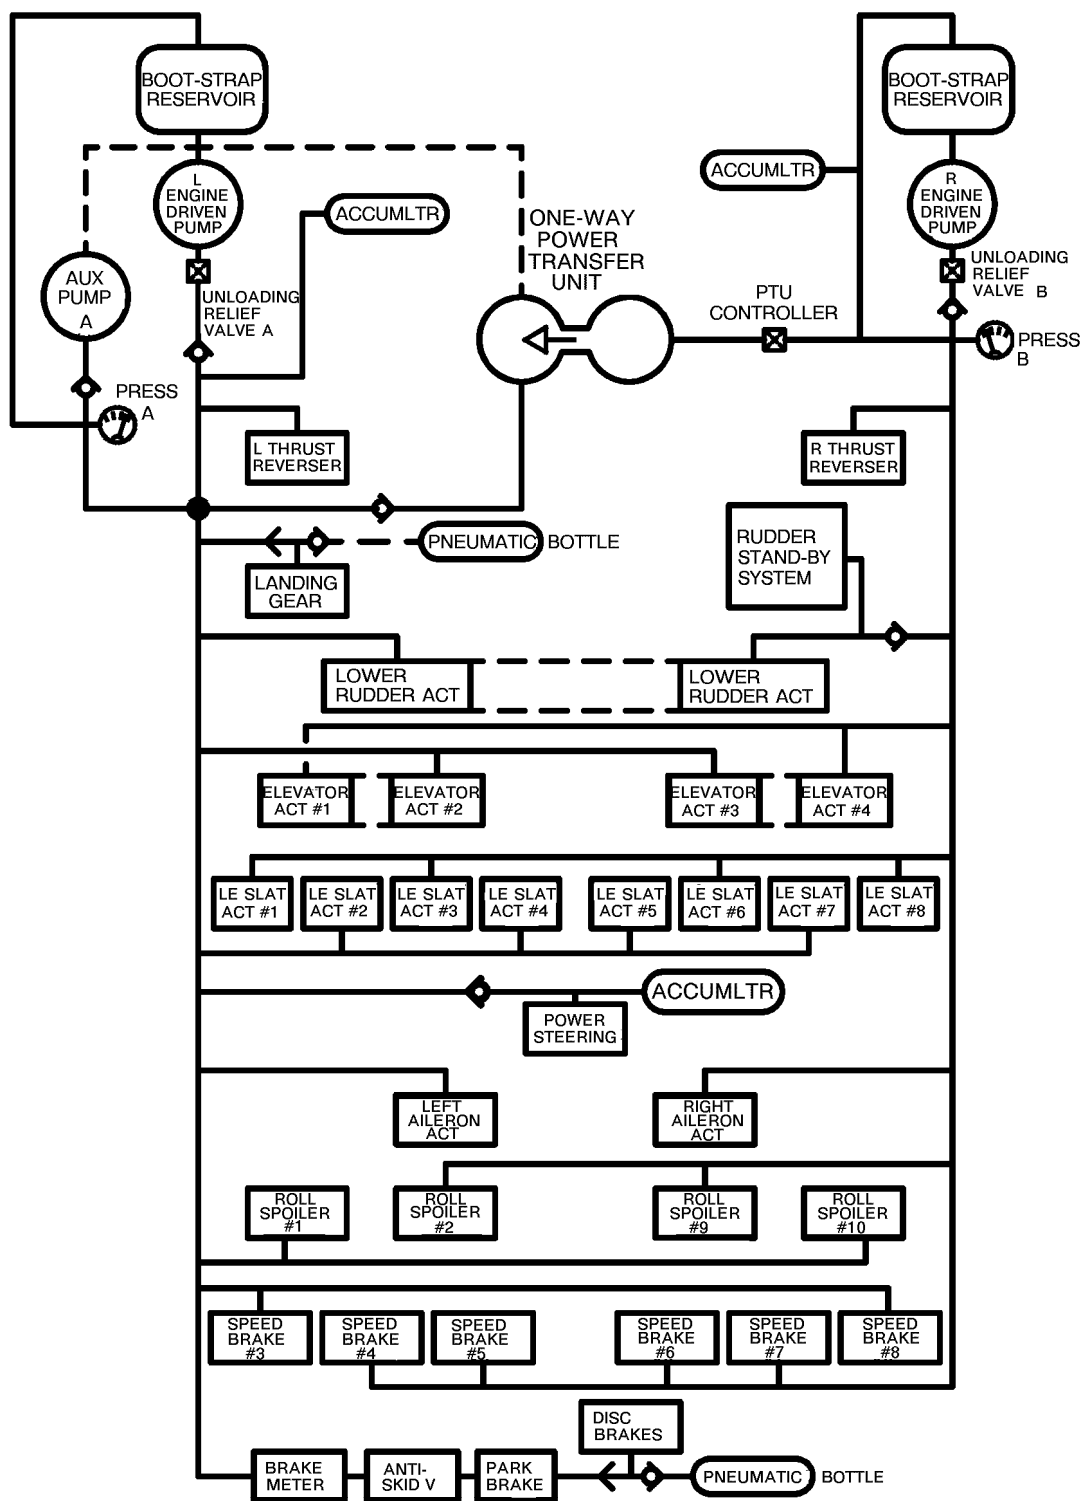 BOOT-STRAP
RESERVOIR
BOOT-STRAP
RESERVOIR
L
ENGINE
DRIVEN
PUMP
ACCUMLTR
ACCUMLTR
R
ENGINE
DRIVEN
PUMP
ONE-WAY
POWER
TRANSFER
UNIT
AUX
PUMP
A
UNLOADING
RELIEF
VALVE A
PTU
CONTROLLER
UNLOADING
RELIEF
VALVE B
PRESS
B
PRESS
A
L THRUST
REVERSER
R THRUST
REVERSER
PNEUMATIC BOTTLE
LANDING
GEAR
RUDDER
STAND-BY
SYSTEM
LOWER
RUDDER ACT
LOWER
RUDDER ACT
ELEVATOR
ACT #1
ELEVATOR
ACT #2
ELEVATOR
ACT #3
ELEVATOR
ACT #4
LE SLAT
ACT #1
LE SLAT
ACT #2
LE SLAT
ACT #3
LE SLAT
ACT #4
LE SLAT
ACT #5
LE SLAT
ACT #6
LE SLAT
ACT #7
LE SLAT
ACT #8
ACCUMLTR
POWER
STEERING
LEFT
AILERON
ACT
RIGHT
AILERON
ACT
ROLL
SPOILER
#1
ROLL
SPOILER
#2
ROLL
SPOILER
#9
ROLL
SPOILER
#10
SPEED
BRAKE
#3
SPEED
BRAKE
#4
SPEED
BRAKE
#5
SPEED
BRAKE
#6
SPEED
BRAKE
#7
SPEED
BRAKE
#8
DISC
BRAKES
BRAKE
METER
ANTI-
SKID V
PARK
BRAKE
PNEUMATIC BOTTLE